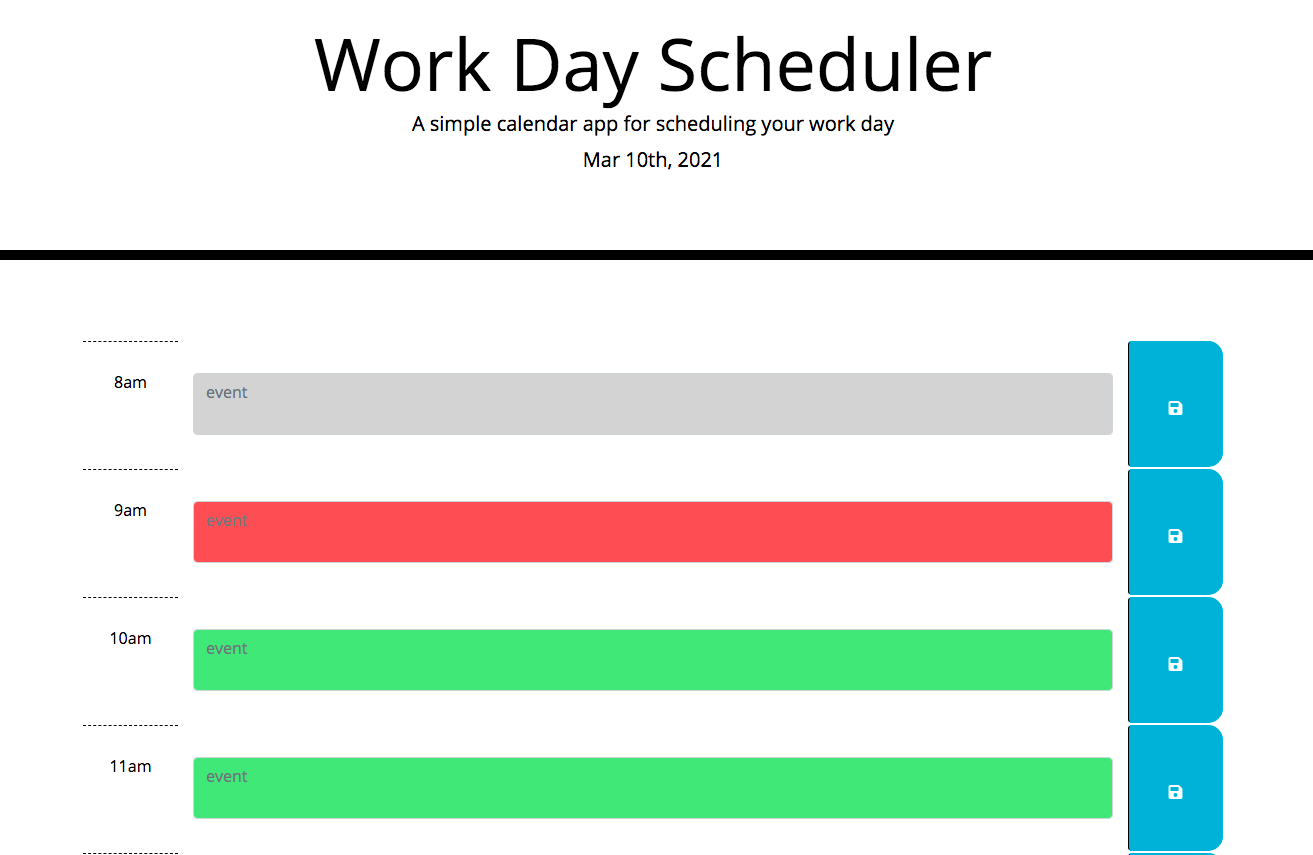 Work Day Scheduler
A simple calendar app for scheduling your work day
Mar 10th, 2021
8am
event
9am
event
10am
event
11am
event